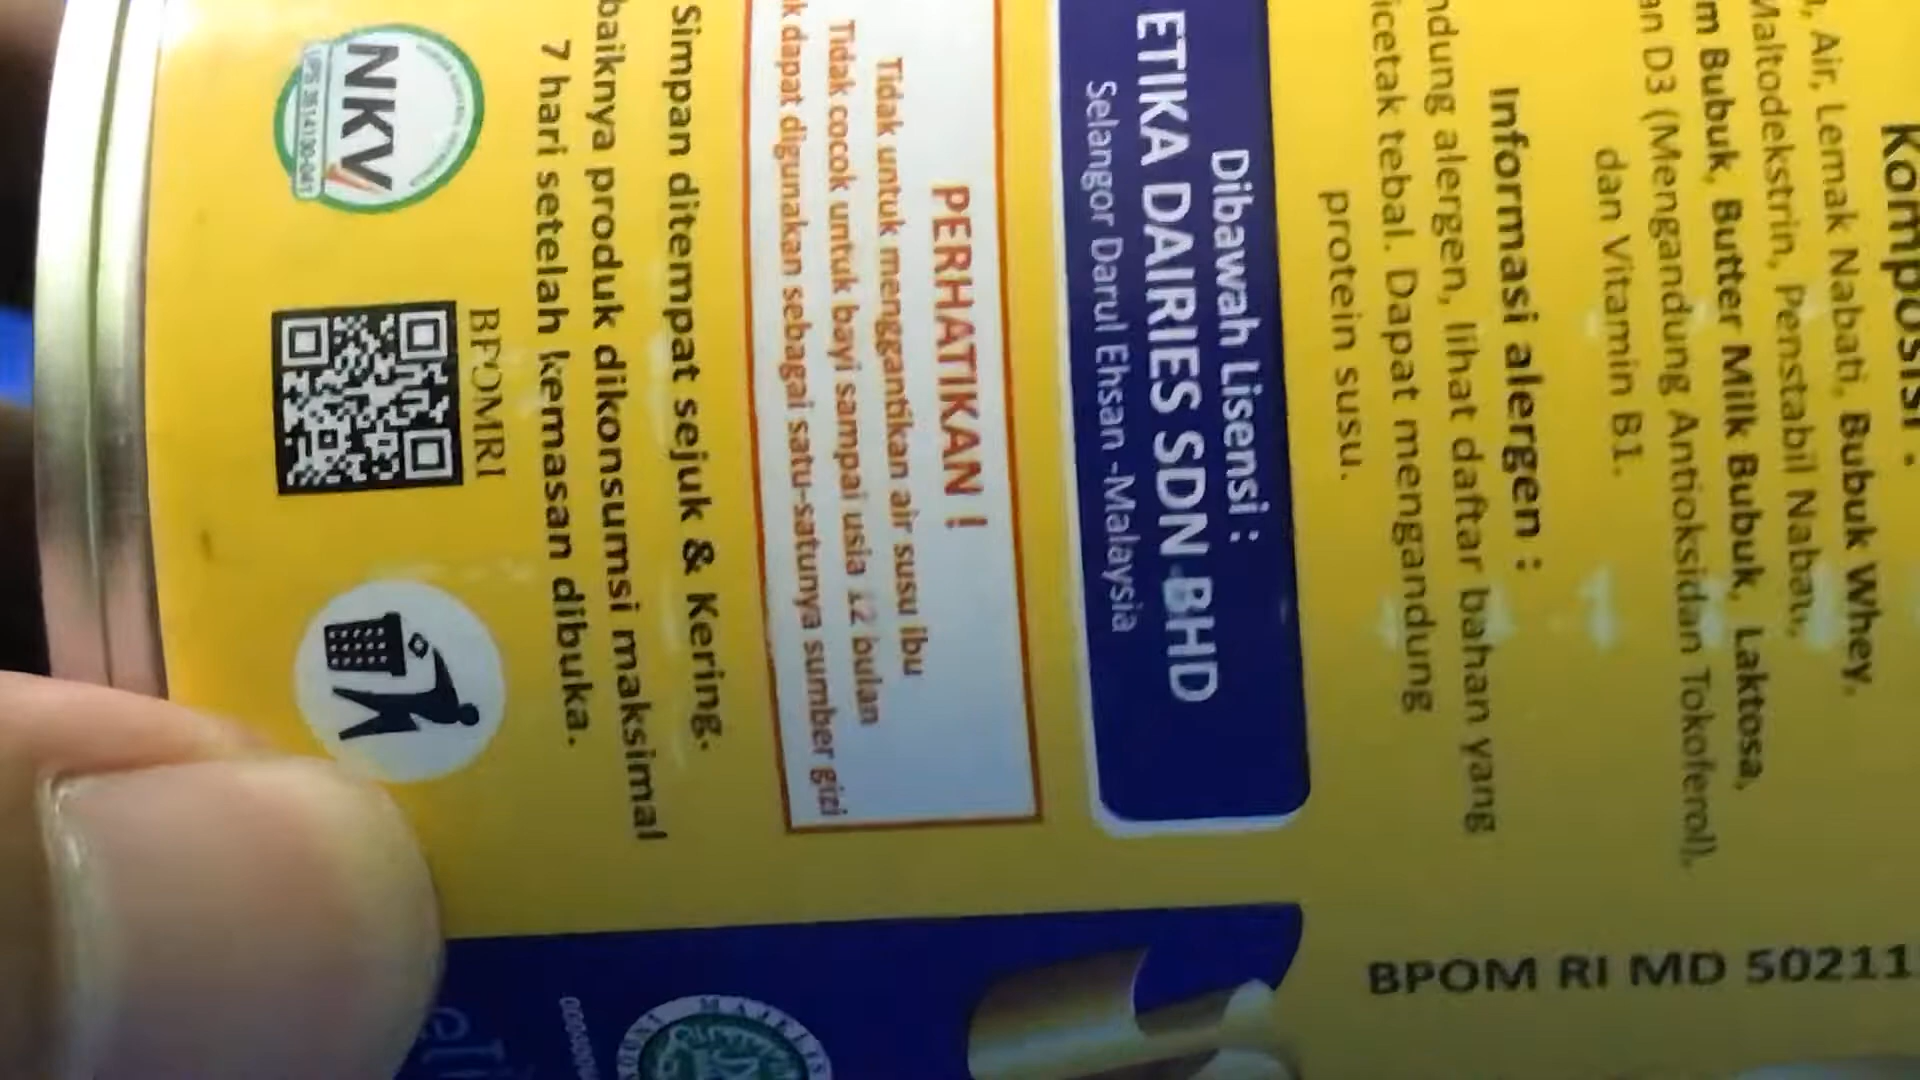 Komposisi :
Air, Lemak Nabati, Bubuk Whey,
Maltodekstrin, Penstabil Nabati,
Bubuk, Butter Milk Bubuk, Laktosa,
D3 (Mengandung Antioksidan Tokoferol),
dan Vitamin B1.
Informasi alergen :
alergen, lihat daftar bahan yang
tebal. Dapat mengandung
protein susu.
Dibawah Lisensi :
ETIKA DAIRIES SDN BHD
Selangor Darul Ehsan -Malaysia
PERHATIKAN !
Tidak untuk menggantikan air susu ibu
Tidak cocok untuk bayi sampai usia 12 bulan
dapat digunakan sebagai satu-satunya sumber gizi
Simpan ditempat sejuk & Kering.
produk dikonsumsi maksimal
7 hari setelah kemasan dibuka.
NKV
BPOMRI
BPOM RI MD 50211
MAJELIS